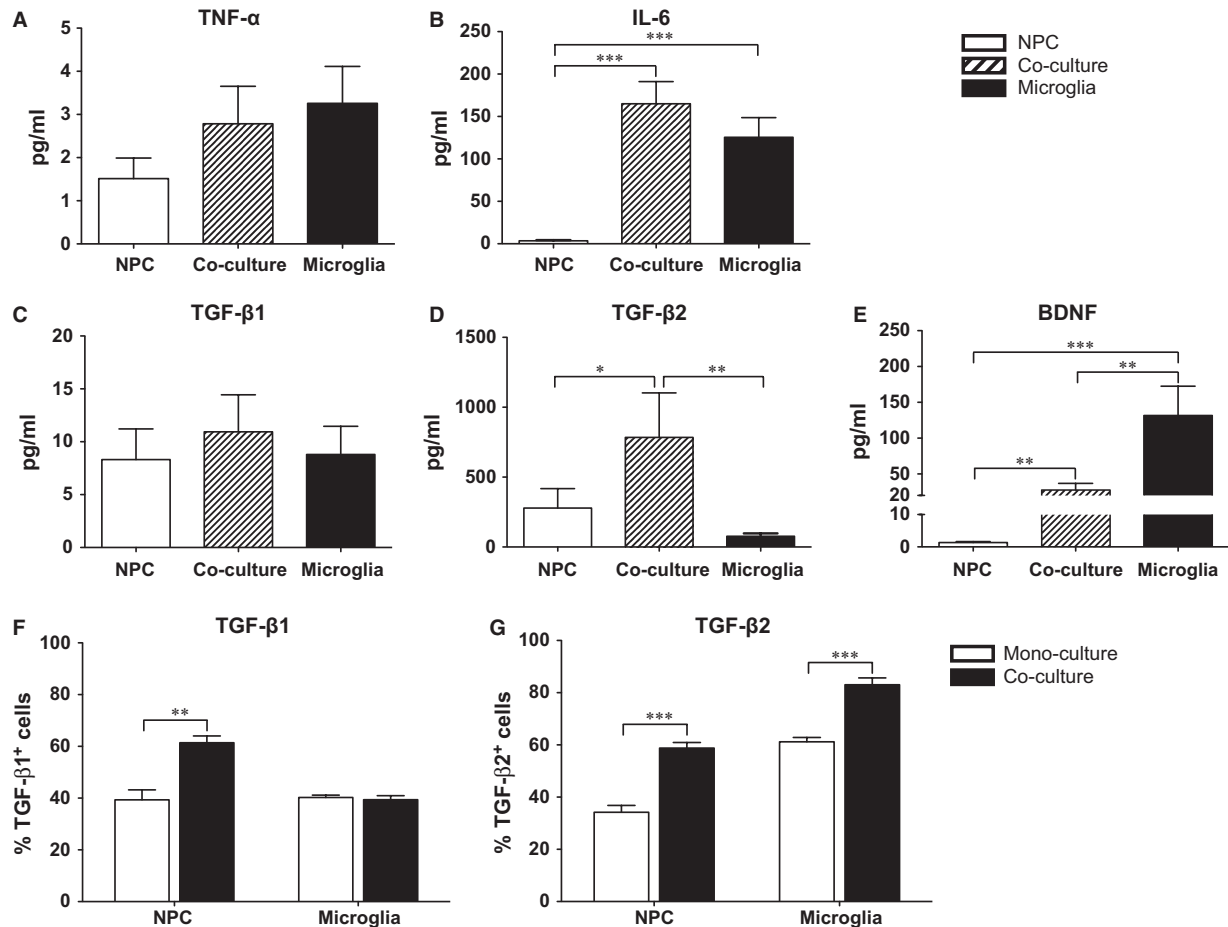 A
TNF-α
pg/ml
5
4
3
2
1
0
NPC
Co-culture
Microglia
B
IL-6
pg/ml
250
200
150
100
50
0
***
***
NPC
Co-culture
Microglia
NPC
Co-culture
Microglia
C
TGF-β1
pg/ml
20
15
10
5
0
NPC
Co-culture
Microglia
D
TGF-β2
pg/ml
1500
1000
500
0
*
**
NPC
Co-culture
Microglia
E
BDNF
pg/ml
250
200
150
100
50
20
10
0
***
**
**
NPC
Co-culture
Microglia
F
TGF-β1
% TGF-β1+ cells
100
80
60
40
20
0
**
NPC
Microglia
G
TGF-β2
% TGF-β2+ cells
100
80
60
40
20
0
***
***
NPC
Microglia
Mono-culture
Co-culture